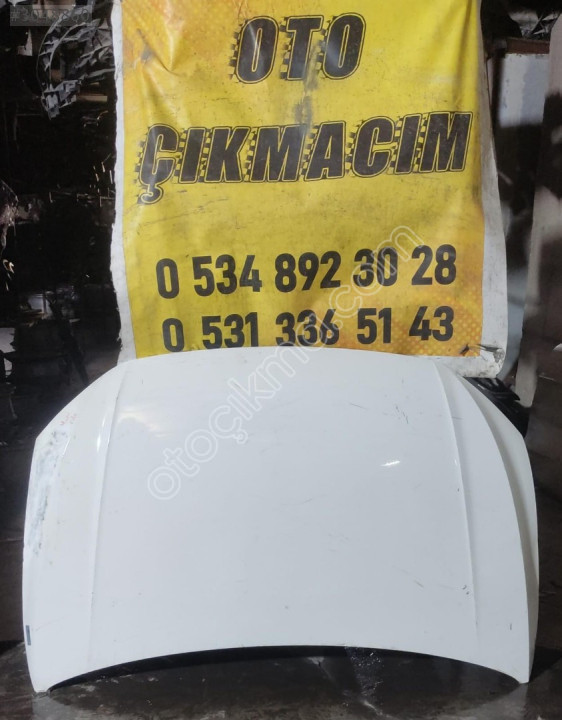 OTO
ÇIKMACIM
0 534 892 30 28
0 531 336 51 43
otoçıkma.com